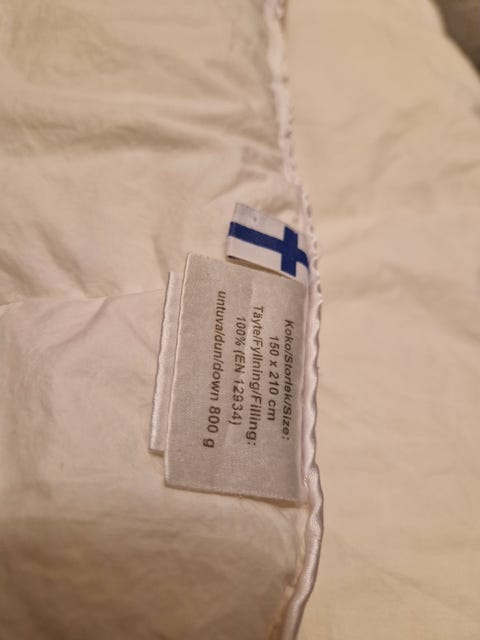 Koko/Storlek/Size:
150 x 210 cm
Täyte/Fyllning/Filling:
100% (EN 12934)
untuva/dun/down 800 g